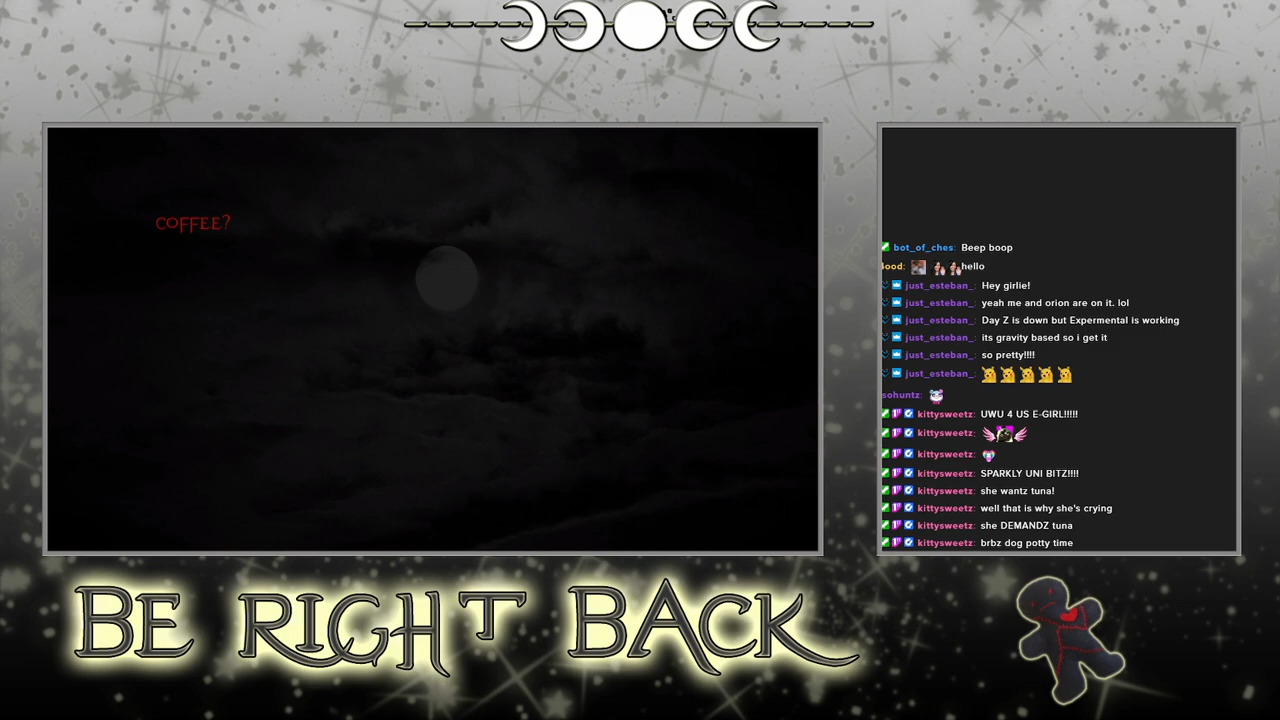 COFFEE?
bot_of_ches: Beep boop
hello
just_esteban_: Hey girlie!
just_esteban_: yeah me and orion are on it. lol
just_esteban_: Day Z is down but Expermental is working
just_esteban_: its gravity based so i get it
just_esteban_: so pretty!!!!
just_esteban_:
sohuntz:
kittysweetz: UWU 4 US E-GIRL!!!!!
kittysweetz:
kittysweetz:
kittysweetz: SPARKLY UNI BITZ!!!!
kittysweetz: she wantz tuna!
kittysweetz: well that is why she's crying
kittysweetz: she DEMANDZ tuna
kittysweetz: brbz dog potty time
BE RIGHT BACK